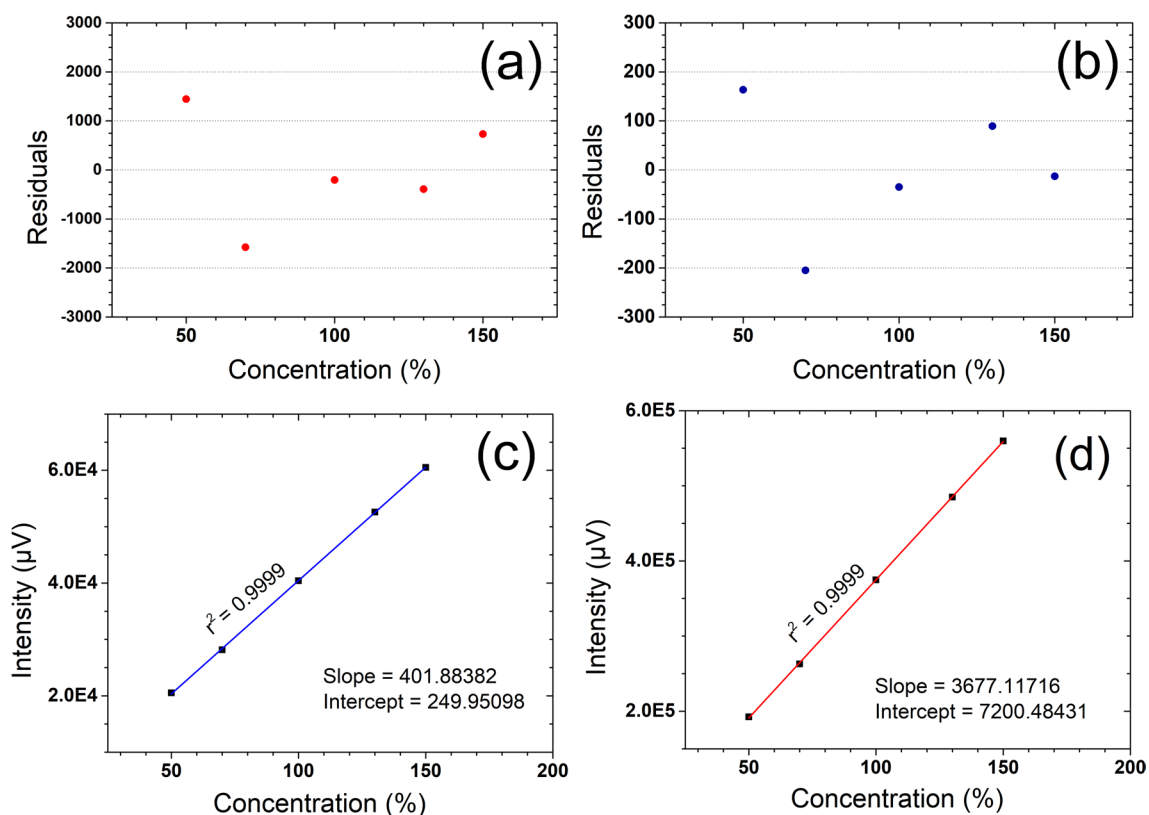 (a)
3000
2000
1000
0
-1000
-2000
-3000
Residuals
50
100
150
Concentration (%)
(b)
300
200
100
0
-100
-200
-300
Residuals
50
100
150
Concentration (%)
(c)
6.0E4
4.0E4
2.0E4
Intensity (µV)
r² = 0.9999
Slope = 401.88382
Intercept = 249.95098
50
100
150
200
Concentration (%)
(d)
6.0E5
4.0E5
2.0E5
Intensity (µV)
r² = 0.9999
Slope = 3677.11716
Intercept = 7200.48431
50
100
150
200
Concentration (%)